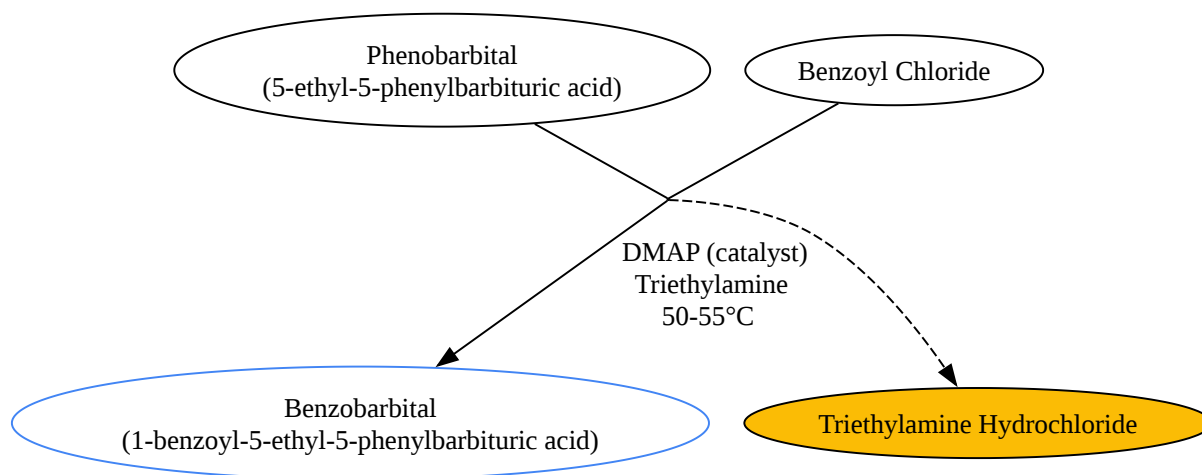 Phenobarbital
(5-ethyl-5-phenylbarbituric acid)
Benzoyl Chloride
DMAP (catalyst)
Triethylamine
50-55°C
Benzobarbital
(1-benzoyl-5-ethyl-5-phenylbarbituric acid)
Triethylamine Hydrochloride